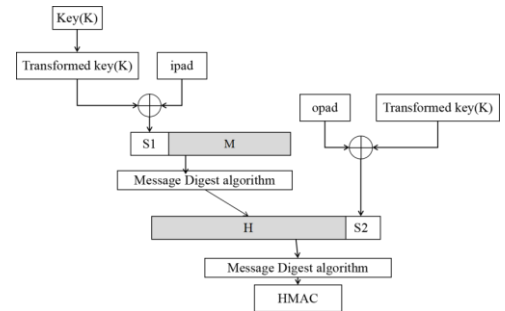 Key(K)
Transformed key(K)
ipad
opad
Transformed key(K)
S1
M
Message Digest algorithm
H
S2
Message Digest algorithm
HMAC